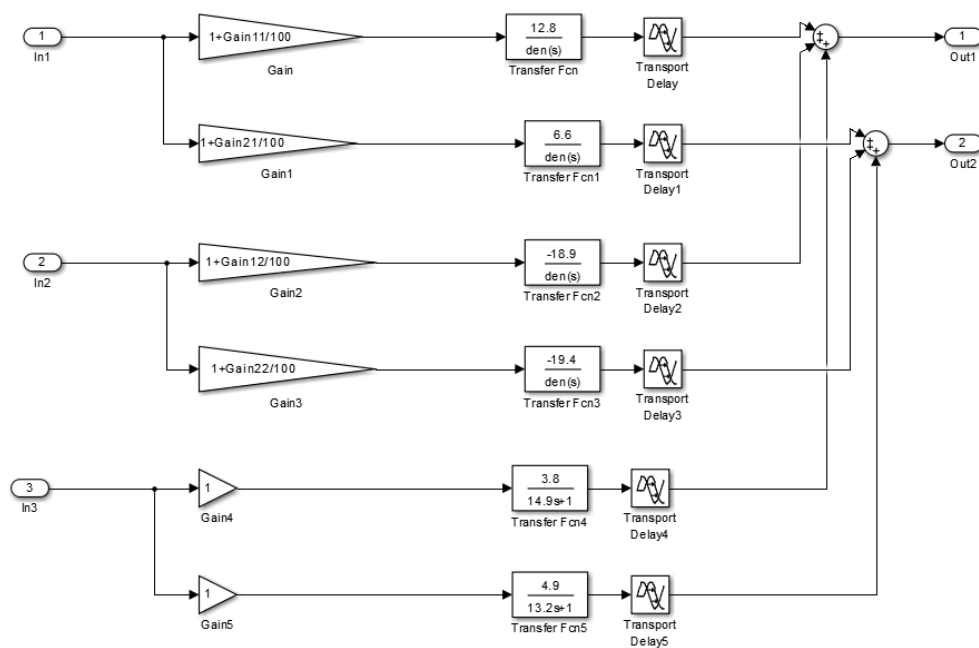 1
In1
1+Gain11/100
Gain
12.8
den(s)
Transfer Fcn
Transport
Delay
+
+
+
1
Out1
1+Gain21/100
Gain1
6.6
den(s)
Transfer Fcn1
Transport
Delay1
+
+
+
2
Out2
2
In2
1+Gain12/100
Gain2
-18.9
den(s)
Transfer Fcn2
Transport
Delay2
1+Gain22/100
Gain3
-19.4
den(s)
Transfer Fcn3
Transport
Delay3
3
In3
1
Gain4
3.8
14.9s+1
Transfer Fcn4
Transport
Delay4
1
Gain5
4.9
13.2s+1
Transfer Fcn5
Transport
Delay5